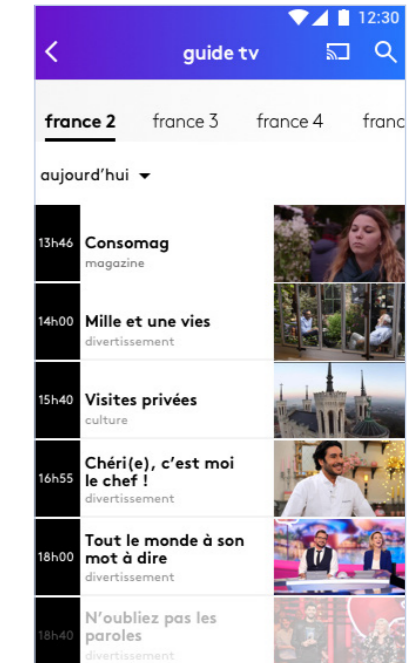 12:30
guide tv
france 2 france 3 france 4 franc
aujourd'hui
13h46 Consomag
magazine
14h00 Mille et une vies
divertissement
15h40 Visites privées
culture
Chéri(e), c'est moi
16h55 le chef !
divertissement
Tout le monde à son
18h00 mot à dire
divertissement
N'oubliez pas les
18h40 paroles
divertissement